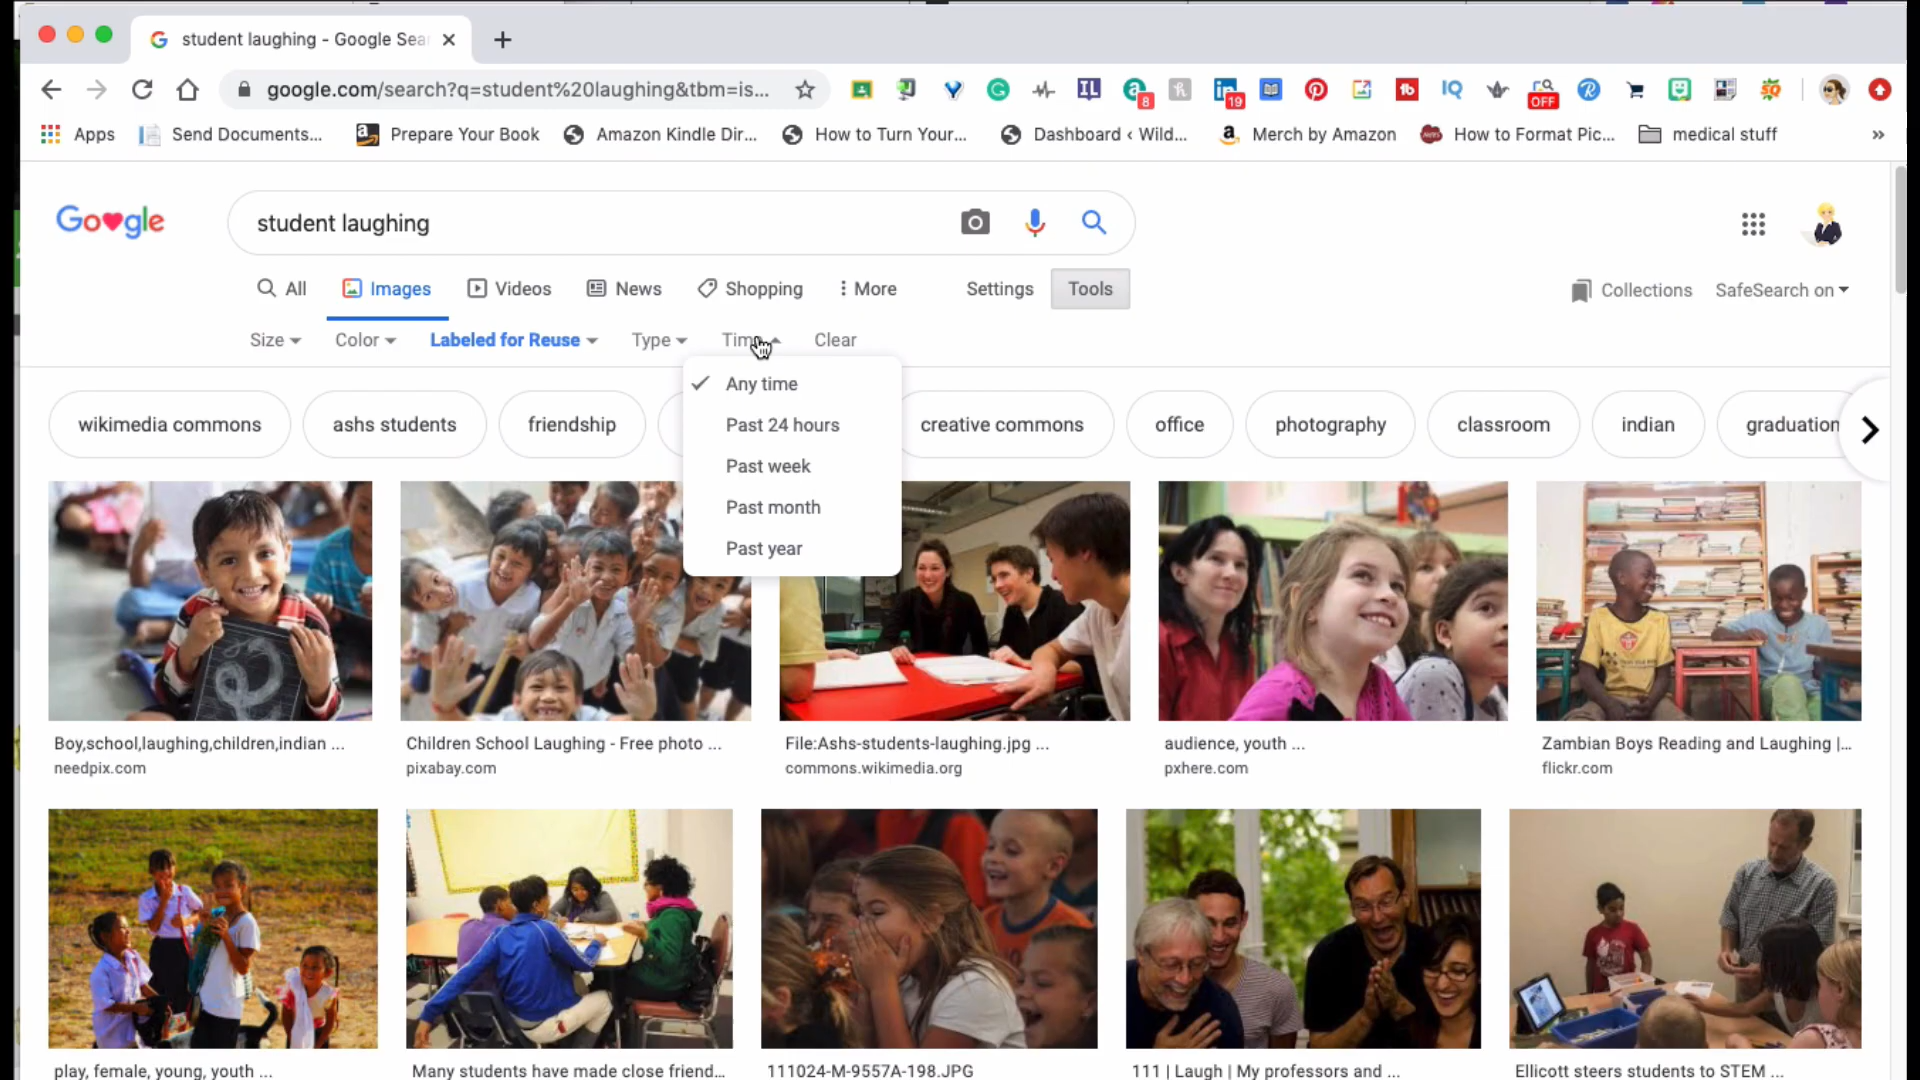 student laughing - Google Sea
google.com/search?q=student%20laughing&tbm=is...
IL
8
19
IQ
OFF
Apps
Send Documents...
Prepare Your Book
Amazon Kindle Dir...
How to Turn Your...
Dashboard ‹ Wild...
Merch by Amazon
How to Format Pic...
medical stuff
»
student laughing
All
Images
Videos
News
Shopping
More
Settings
Tools
Collections
SafeSearch on
Size
Color
Labeled for Reuse
Type
Clear
Any time
Past 24 hours
Past week
Past month
Past year
wikimedia commons
ashs students
friendship
creative commons
office
photography
classroom
indian
graduation
Boy,school,laughing,children,indian ...
needpix.com
Children School Laughing - Free photo ...
pixabay.com
File:Ashs-students-laughing.jpg ...
commons.wikimedia.org
audience, youth ...
pxhere.com
Zambian Boys Reading and Laughing |...
flickr.com
play, female, young, youth ...
Many students have made close friend...
111024-M-9557A-198.JPG
111 | Laugh | My professors and ...
Ellicott steers students to STEM ...